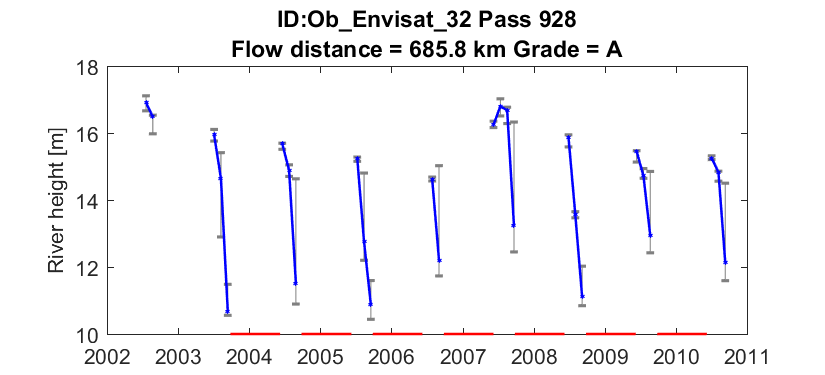 ID:Ob_Envisat_32 Pass 928
Flow distance = 685.8 km Grade = A
River height [m]
18
16
14
12
10
2002 2003 2004 2005 2006 2007 2008 2009 2010 2011